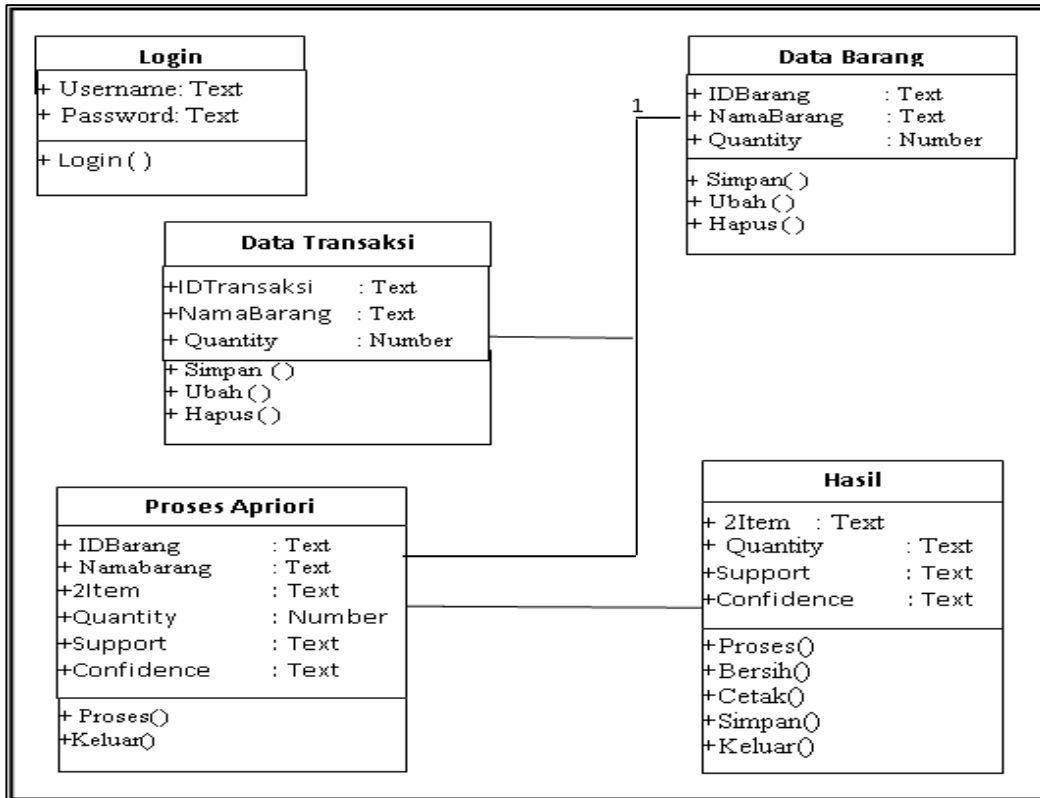 Login
+ Username: Text
+ Password: Text
+ Login ( )
Data Barang
+ IDBarang : Text
+ NamaBarang : Text
+ Quantity : Number
+ Simpan( )
+ Ubah ( )
+ Hapus ( )
1
Data Transaksi
+IDTransaksi : Text
+NamaBarang : Text
+ Quantity : Number
+ Simpan ( )
+ Ubah ( )
+ Hapus ( )
Proses Apriori
+ IDBarang : Text
+ Namabarang : Text
+2Item : Text
+Quantity : Number
+Support : Text
+Confidence : Text
+ Proses()
+Keluar()
Hasil
+ 2Item : Text
+ Quantity : Text
+Support : Text
+Confidence : Text
+Proses()
+Bersih()
+Cetak()
+Simpan()
+Keluar()